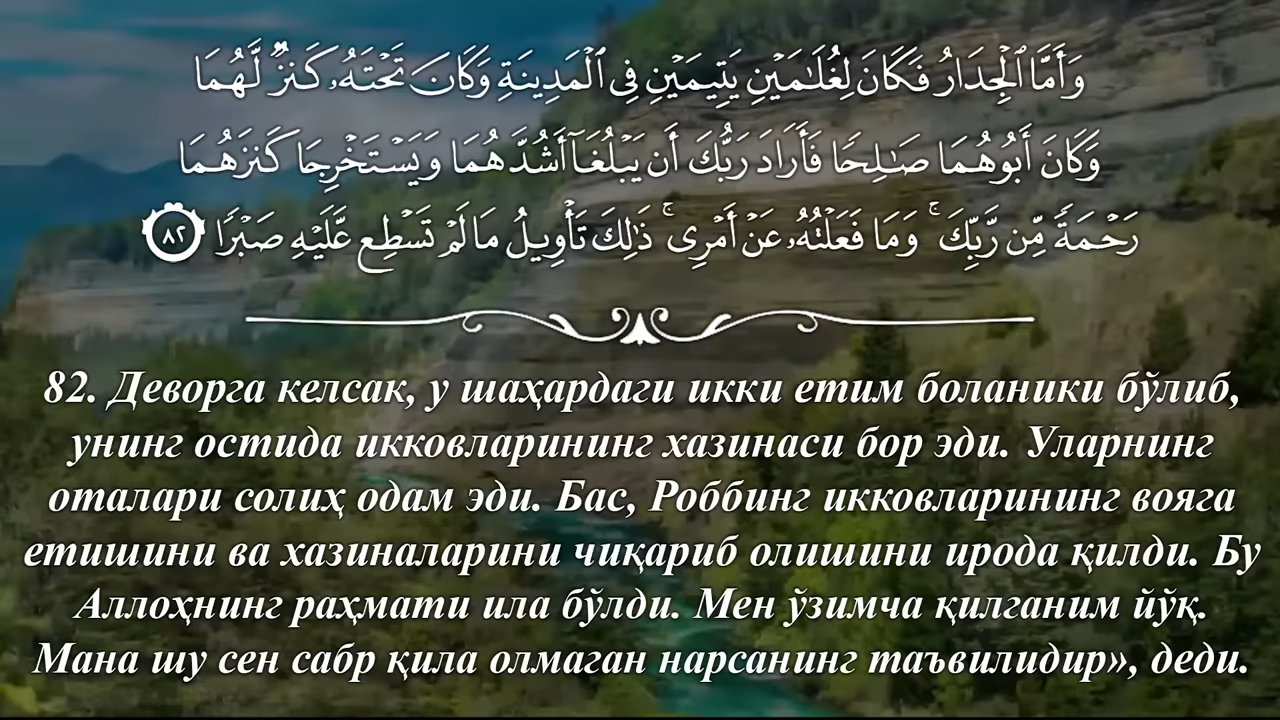 وَأَمَّا ٱلْجِدَارُ فَكَانَ لِغُلَـٰمَيْنِ يَتِيمَيْنِ فِى ٱلْمَدِينَةِ وَكَانَ تَحْتَهُۥ كَنزٌ لَّهُمَا
وَكَانَ أَبُوهُمَا صَـٰلِحًا فَأَرَادَ رَبُّكَ أَن يَبْلُغَآ أَشُدَّهُمَا وَيَسْتَخْرِجَا كَنزَهُمَا
رَحْمَةً مِّن رَّبِّكَ ۚ وَمَا فَعَلْتُهُۥ عَنْ أَمْرِى ۚ ذَٰلِكَ تَأْوِيلُ مَا لَمْ تَسْطِع عَّلَيْهِ صَبْرًا ٨٢
82. Деворга келсак, у шаҳардаги икки етим боланики бўлиб,
унинг остида икковларининг хазинаси бор эди. Уларнинг
оталари солиҳ одам эди. Бас, Роббинг икковларининг вояга
етишини ва хазиналарини чиқариб олишини ирода қилди. Бу
Аллоҳнинг раҳмати ила бўлди. Мен ўзимча қилганим йўқ.
Мана шу сен сабр қила олмаган нарсанинг таъвилидир», деди.